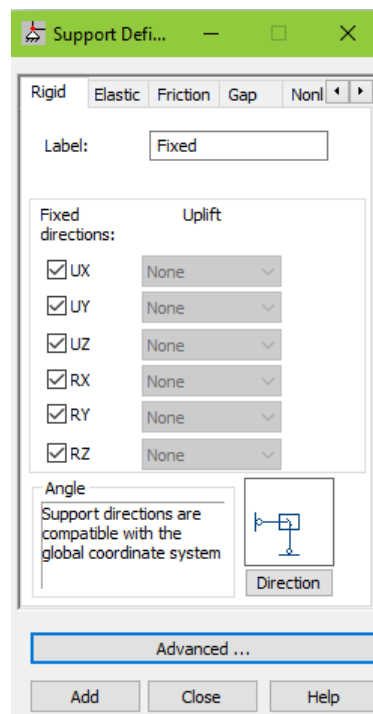 Support Defi...
Rigid Elastic Friction Gap Nonl
Label: Fixed
Fixed directions: Uplift
UX None
UY None
UZ None
RX None
RY None
RZ None
Angle
Support directions are
compatible with the
global coordinate system
Direction
Advanced ...
Add Close Help